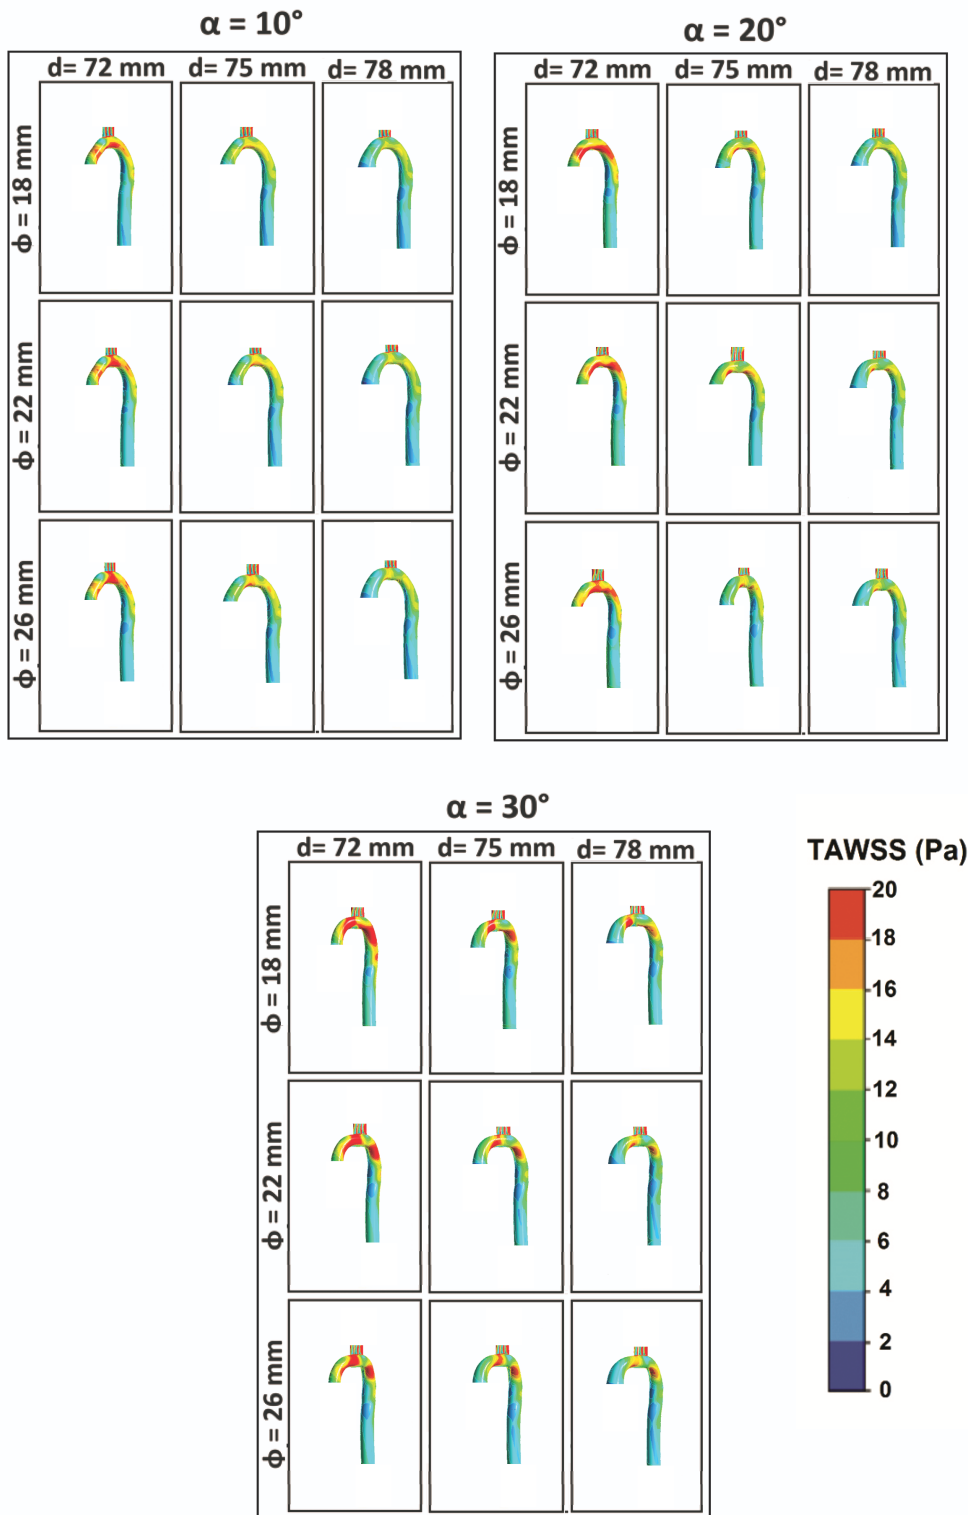 α = 10°
d= 72 mm d= 75 mm d= 78 mm
ϕ = 18 mm
ϕ = 22 mm
ϕ = 26 mm
α = 20°
d= 72 mm d= 75 mm d= 78 mm
ϕ = 18 mm
ϕ = 22 mm
ϕ = 26 mm
α = 30°
d= 72 mm d= 75 mm d= 78 mm
ϕ = 18 mm
ϕ = 22 mm
ϕ = 26 mm
TAWSS (Pa)
20
18
16
14
12
10
8
6
4
2
0